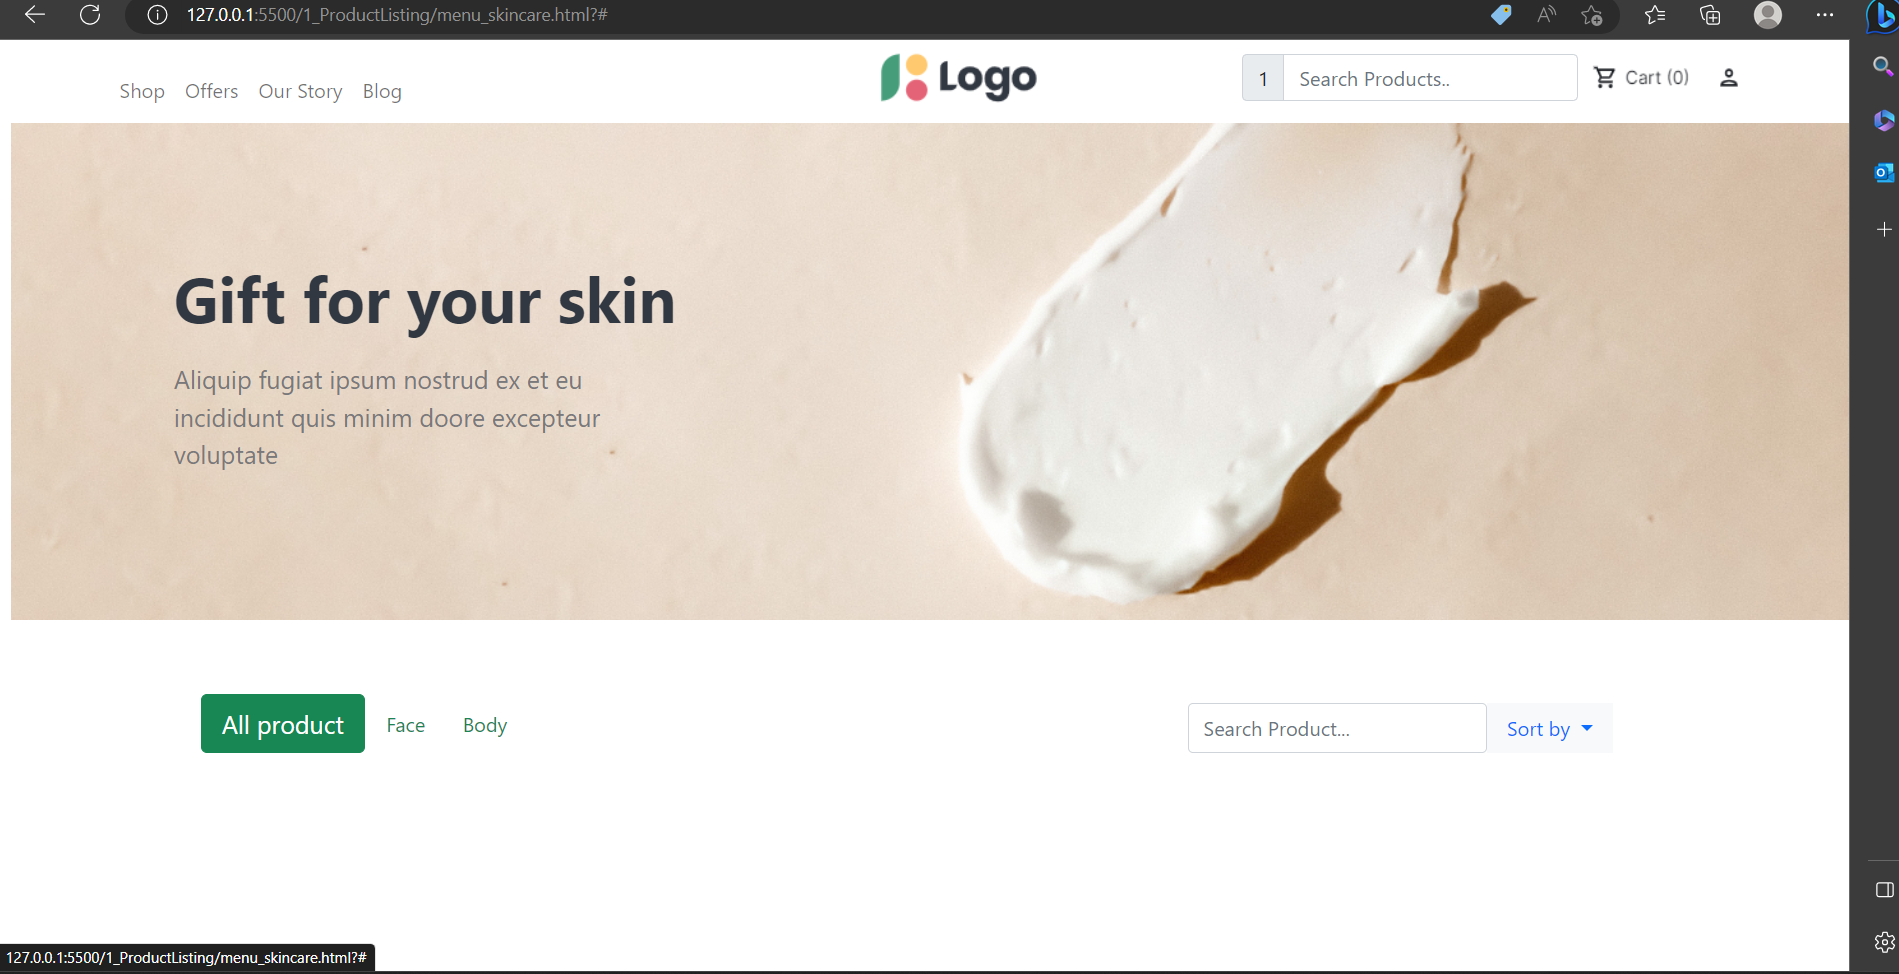 127.0.0.1:5500/1_ProductListing/menu_skincare.html?#
Shop Offers Our Story Blog
Logo
1 Search Products.. Cart (0)
Gift for your skin
Aliquip fugiat ipsum nostrud ex et eu
incididunt quis minim doore excepteur
voluptate
All product Face Body
Search Product... Sort by
127.0.0.1:5500/1_ProductListing/menu_skincare.html?#